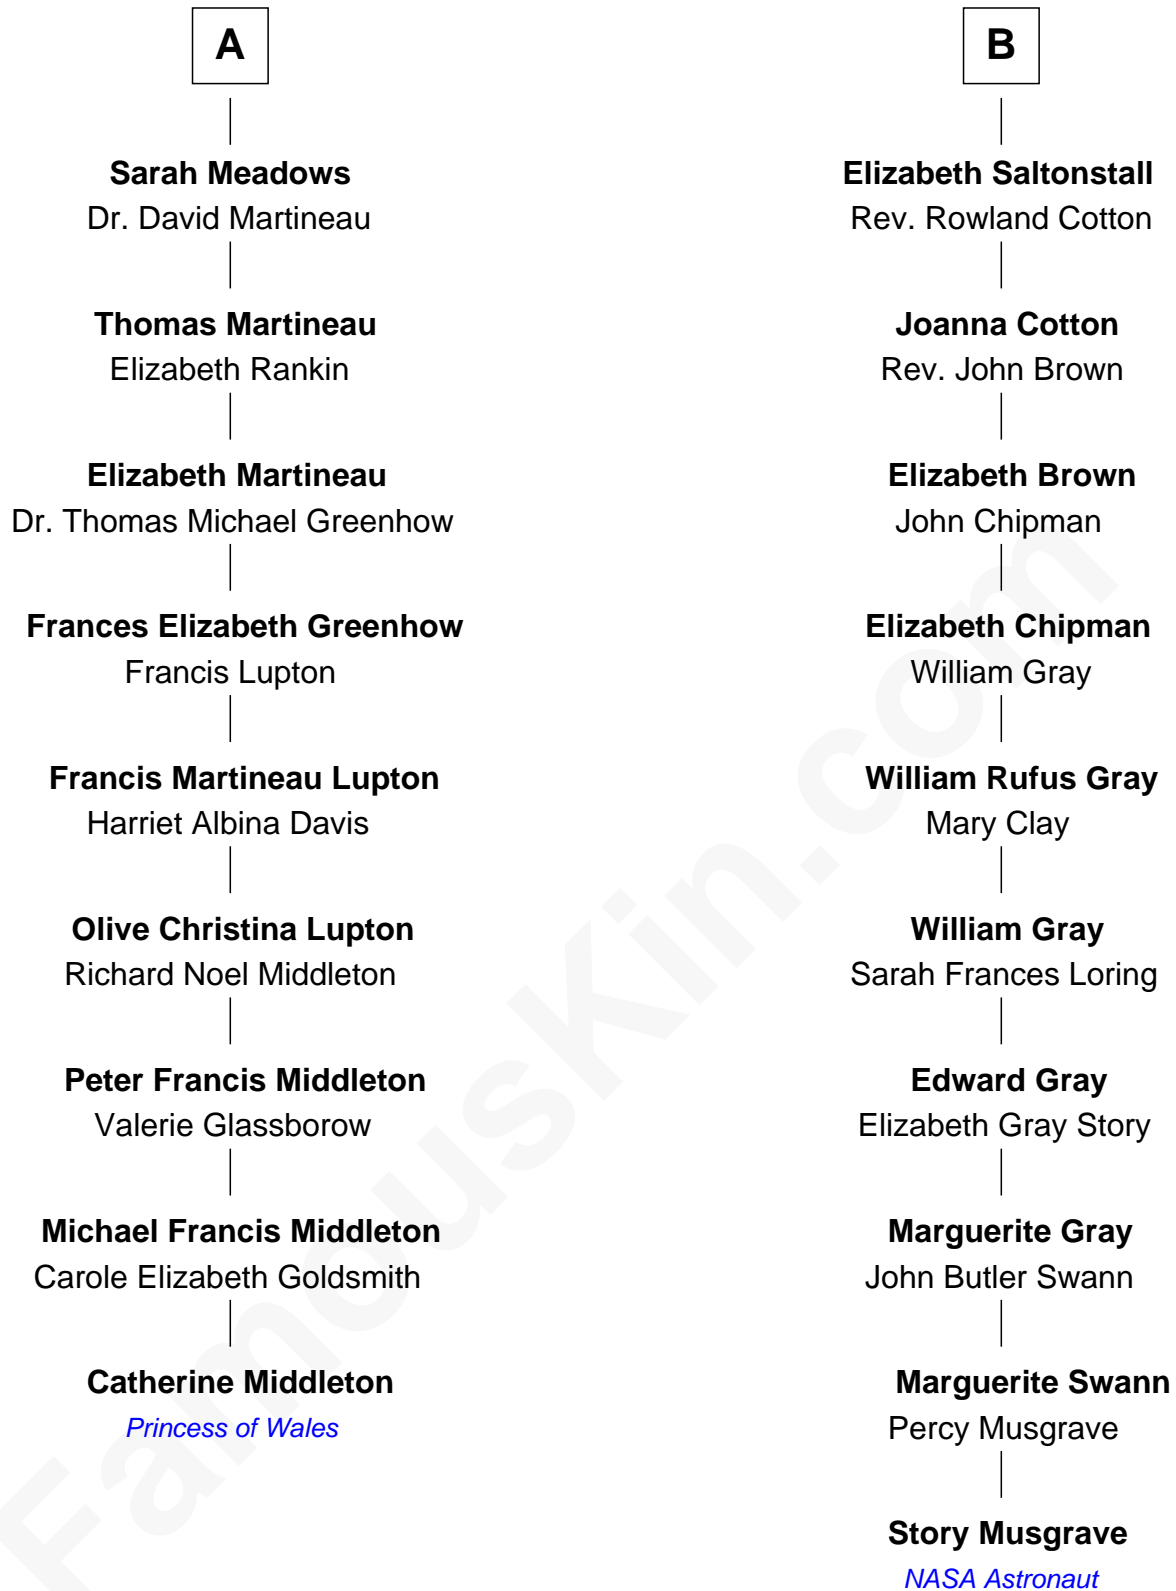 A
Sarah Meadows
Dr. David Martineau
Thomas Martineau
Elizabeth Rankin
Elizabeth Martineau
Dr. Thomas Michael Greenhow
Frances Elizabeth Greenhow
Francis Lupton
Francis Martineau Lupton
Harriet Albina Davis
Olive Christina Lupton
Richard Noel Middleton
Peter Francis Middleton
Valerie Glassborow
Michael Francis Middleton
Carole Elizabeth Goldsmith
Catherine Middleton
Princess of Wales
B
Elizabeth Saltonstall
Rev. Rowland Cotton
Joanna Cotton
Rev. John Brown
Elizabeth Brown
John Chipman
Elizabeth Chipman
William Gray
William Rufus Gray
Mary Clay
William Gray
Sarah Frances Loring
Edward Gray
Elizabeth Gray Story
Marguerite Gray
John Butler Swann
Marguerite Swann
Percy Musgrave
Story Musgrave
NASA Astronaut
FamousKin.com